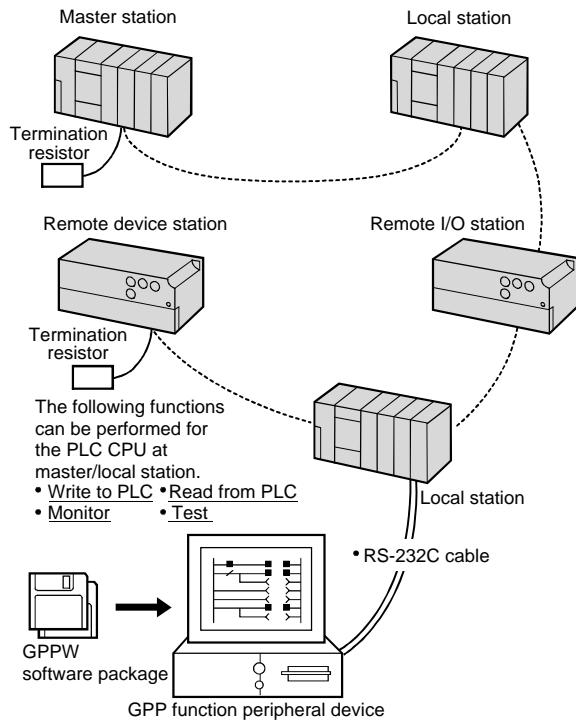 Master station
Local station
Termination
resistor
Remote device station
Remote I/O station
Termination
resistor
The following functions
can be performed for
the PLC CPU at
master/local station.
• Write to PLC • Read from PLC
• Monitor • Test
Local station
• RS-232C cable
GPPW
software package
GPP function peripheral device